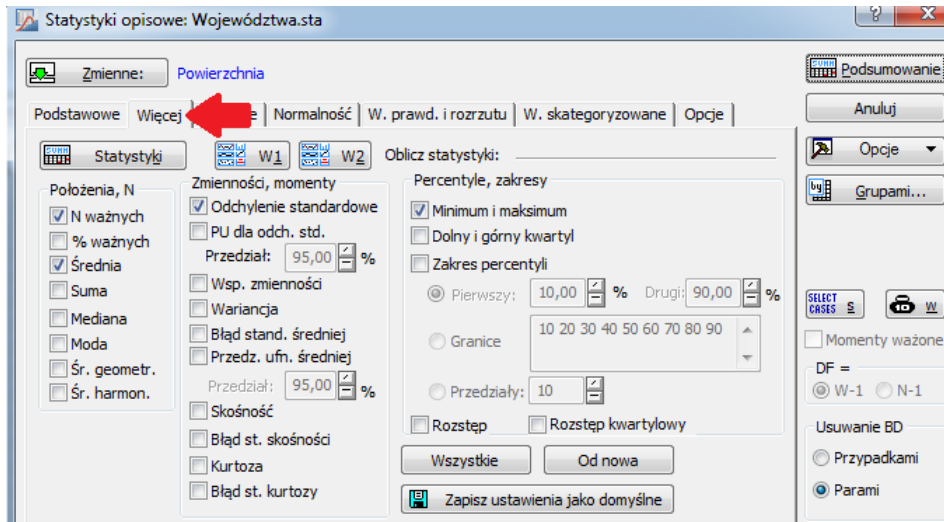 Statystyki opisowe: Województwa.sta
Zmienne: Powierzchnia
Podstawowe Więcej Normalność W. prawd. i rozrzutu W. skategoryzowane Opcje
Statystyki W1 W2 Oblicz statystyki:
Położenia, N
N ważnych
% ważnych
Średnia
Suma
Mediana
Moda
Śr. geometr.
Śr. harmon.
Zmienności, momenty
Odchylenie standardowe
PU dla odch. std.
Przedział: 95,00 %
Wsp. zmienności
Wariancja
Błąd stand. średniej
Przedz. ufn. średniej
Przedział: 95,00 %
Skośność
Błąd st. skośności
Kurtoza
Błąd st. kurtozy
Percentyle, zakresy
Minimum i maksimum
Dolny i górny kwartyl
Zakres percentyli
Pierwszy: 10,00 % Drugi: 90,00 %
Granice 10 20 30 40 50 60 70 80 90
Przedziały: 10
Rozstęp Rozstęp kwartylowy
Wszystkie Od nowa
Zapisz ustawienia jako domyślne
Podsumowanie
Anuluj
Opcje
Grupami...
SELECT CASES S W
Momenty ważone
DF =
W-1 N-1
Usuwanie BD
Przypadkami
Parami